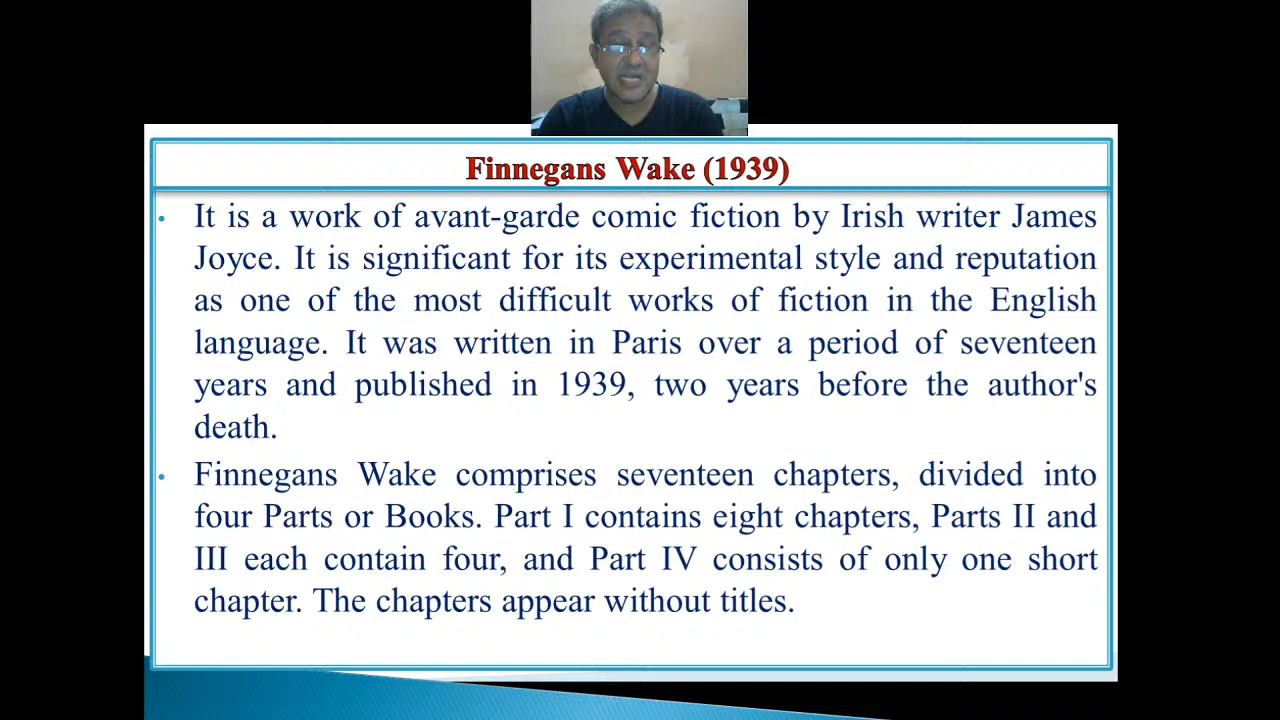 Finnegans Wake (1939)
• It is a work of avant-garde comic fiction by Irish writer James
Joyce. It is significant for its experimental style and reputation
as one of the most difficult works of fiction in the English
language. It was written in Paris over a period of seventeen
years and published in 1939, two years before the author's
death.
• Finnegans Wake comprises seventeen chapters, divided into
four Parts or Books. Part I contains eight chapters, Parts II and
III each contain four, and Part IV consists of only one short
chapter. The chapters appear without titles.